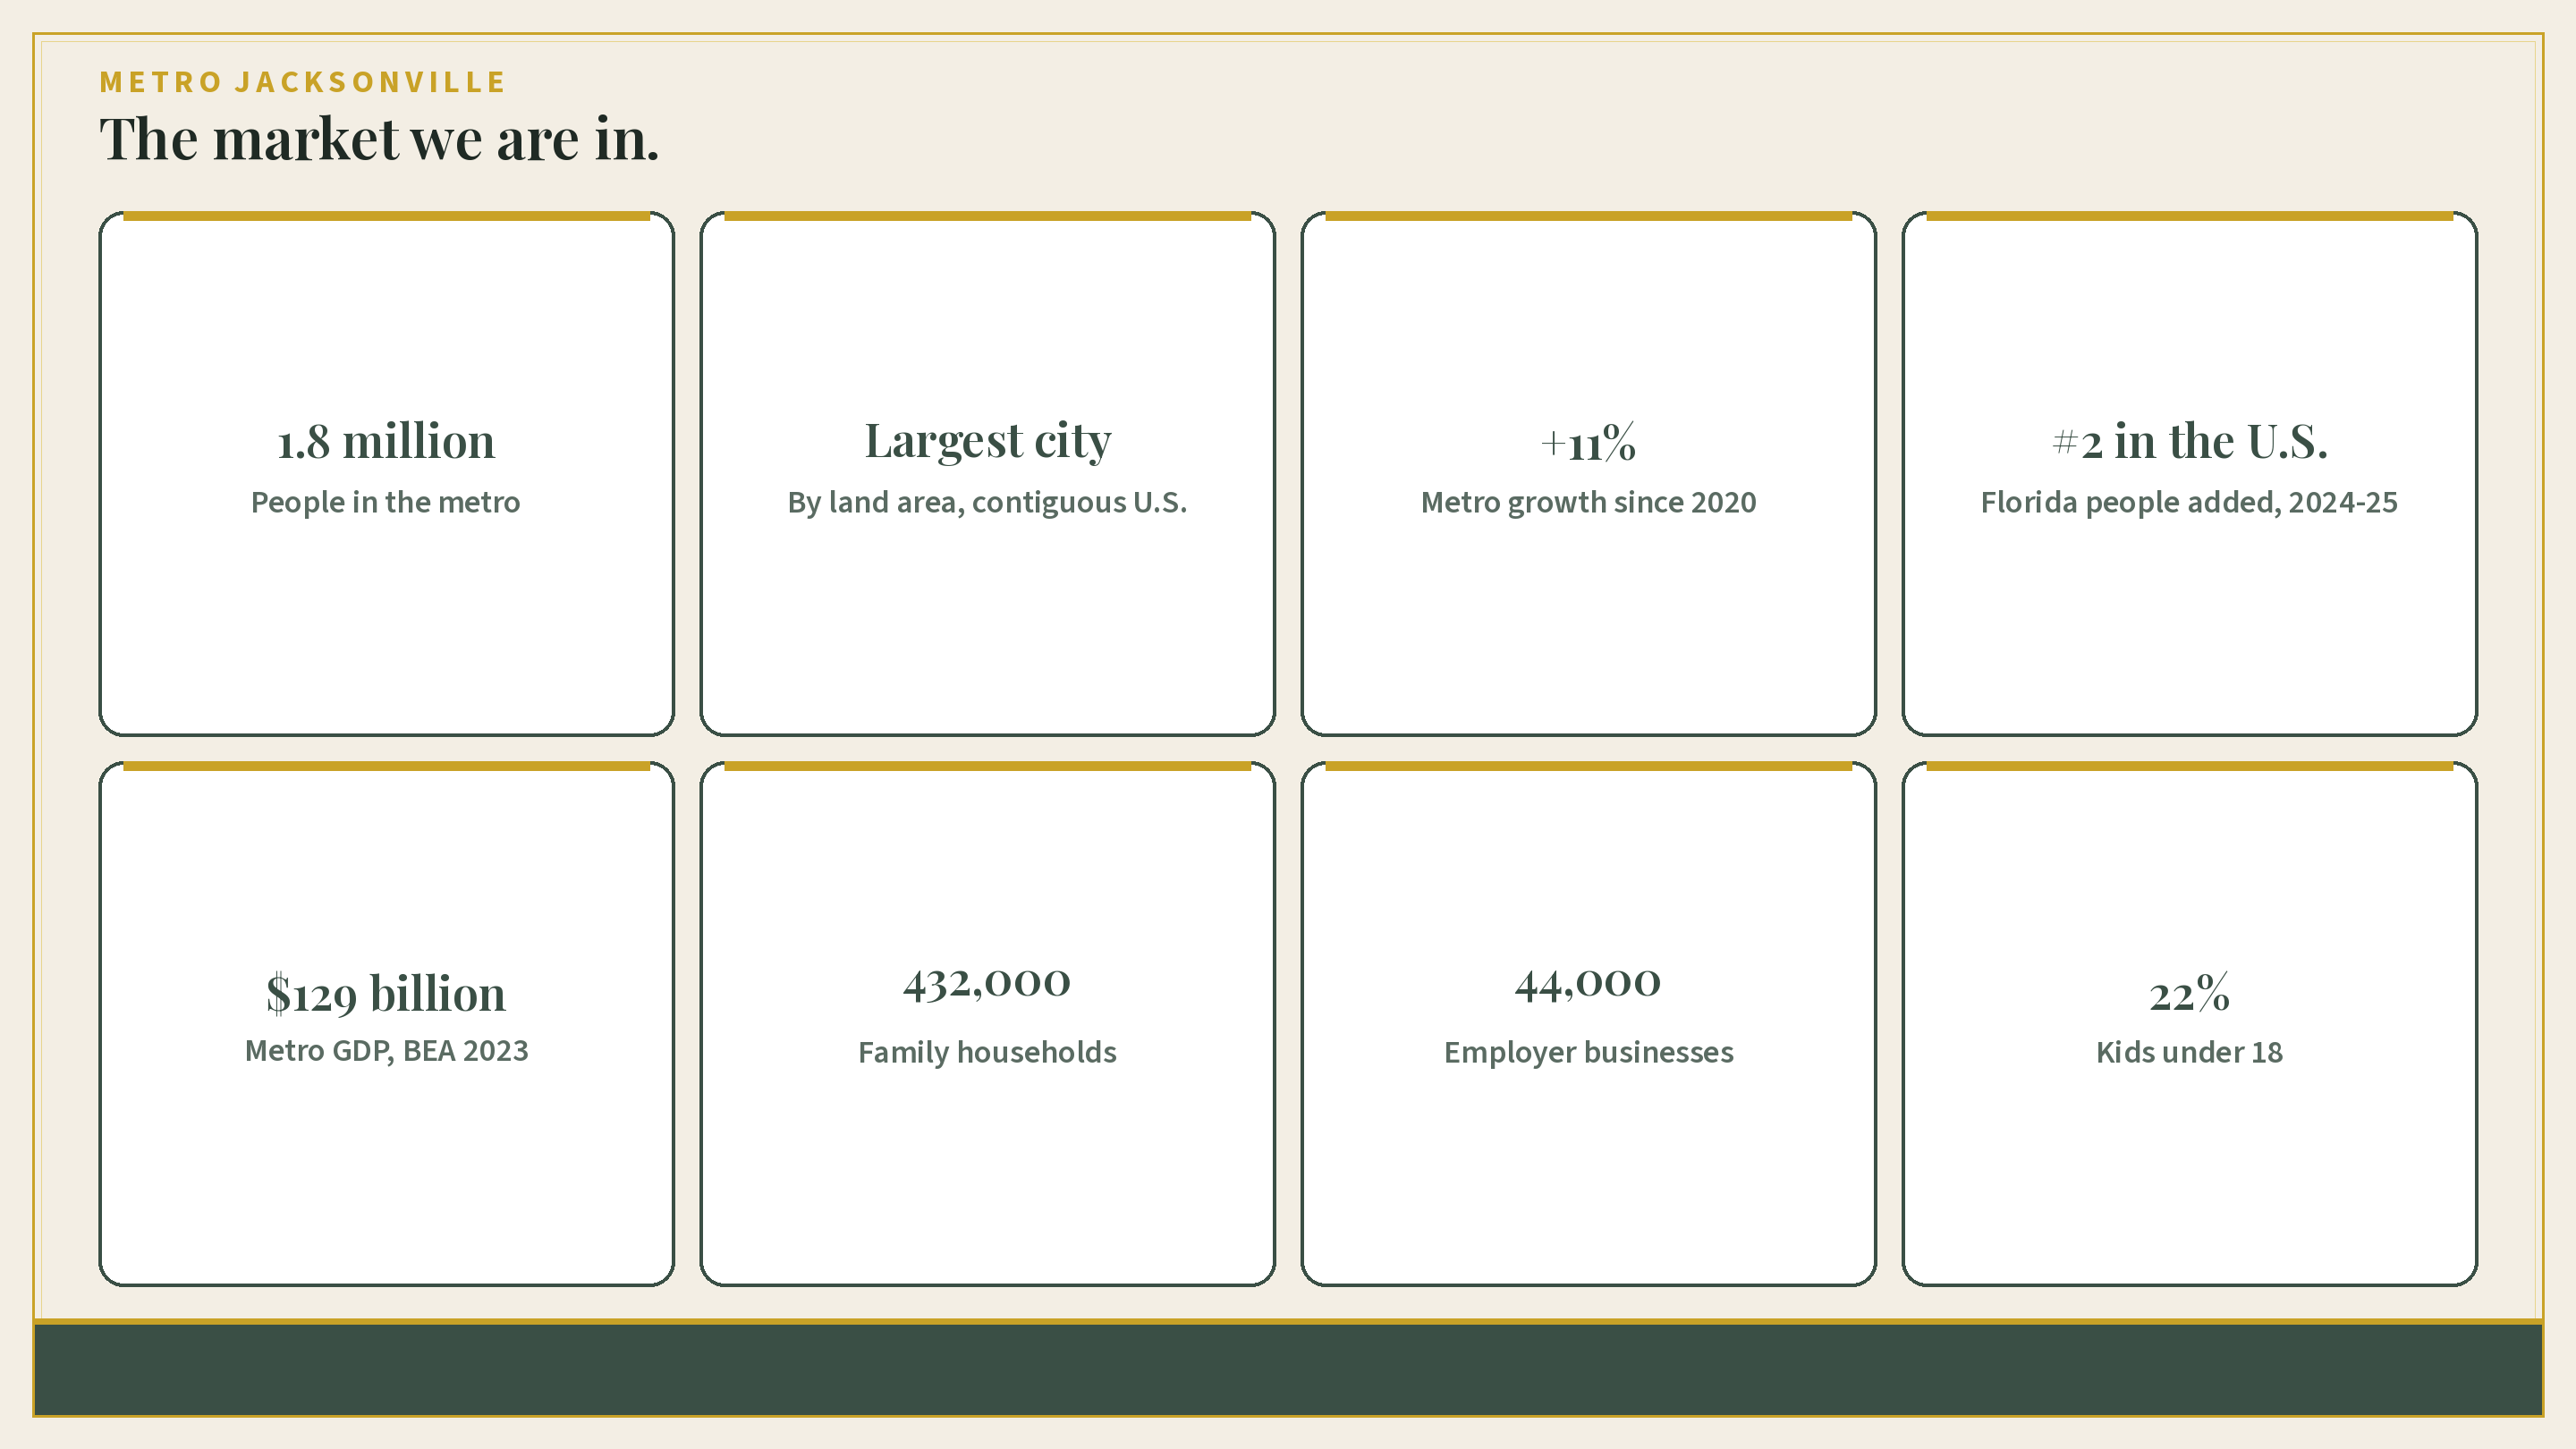 METRO JACKSONVILLE
The market we are in.
1.8 million
People in the metro
Largest city
By land area, contiguous U.S.
+11%
Metro growth since 2020
#2 in the U.S.
Florida people added, 2024-25
$129 billion
Metro GDP, BEA 2023
432,000
Family households
44,000
Employer businesses
22%
Kids under 18